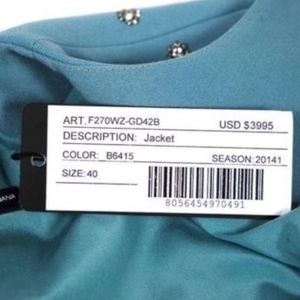 ART. F270WZ-GD42B USD $3995
DESCRIPTION: Jacket
COLOR: B6415 SEASON: 20141
SIZE: 40
8056454970491